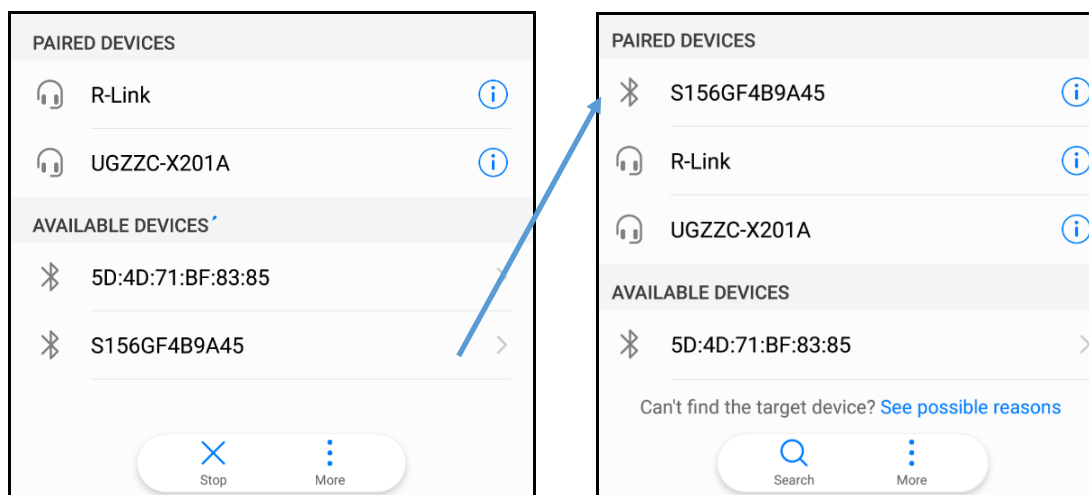 PAIRED DEVICES
R-Link
UGZZC-X201A
AVAILABLE DEVICES
5D:4D:71:BF:83:85
S156GF4B9A45
Stop
More
PAIRED DEVICES
S156GF4B9A45
R-Link
UGZZC-X201A
AVAILABLE DEVICES
5D:4D:71:BF:83:85
Can't find the target device? See possible reasons
Search
More